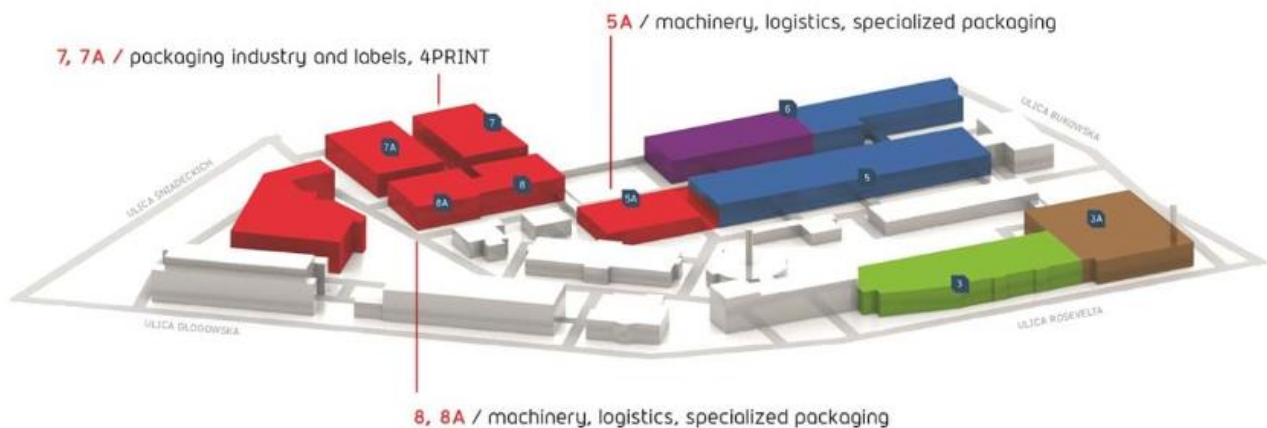 5A / machinery, logistics, specialized packaging
7, 7A / packaging industry and labels, 4PRINT
6
ULICA BUKOWSKA
7
7A
ULICA ŚNIADECKICH
8
5
8A
5A
3A
3
ULICA GŁOGOWSKA
ULICA ROSEVELTA
8, 8A / machinery, logistics, specialized packaging